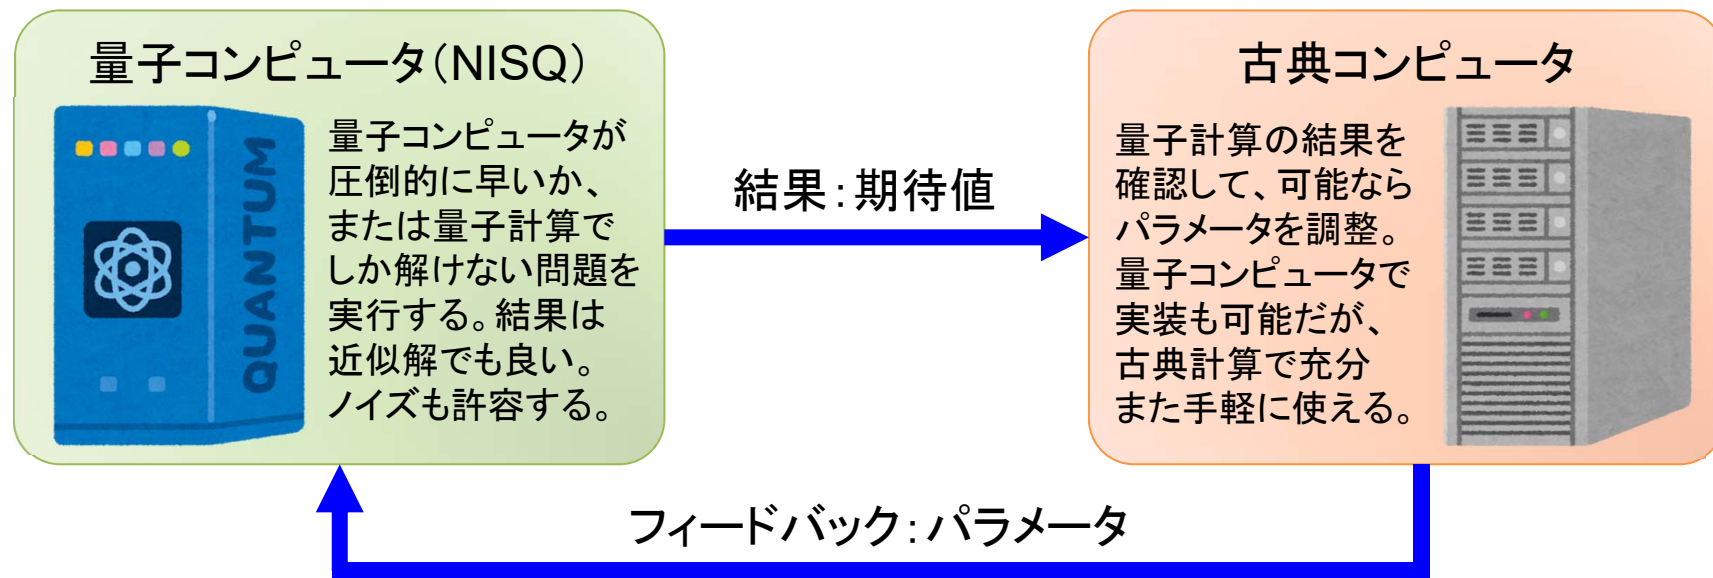 量子コンピュータ（NISQ）
QUANTUM
量子コンピュータが
圧倒的に早いか、
または量子計算で
しか解けない問題を
実行する。結果は
近似解でも良い。
ノイズも許容する。
結果：期待値
古典コンピュータ
量子計算の結果を
確認して、可能なら
パラメータを調整。
量子コンピュータで
実装も可能だが、
古典計算で充分
また手軽に使える。
フィードバック：パラメータ